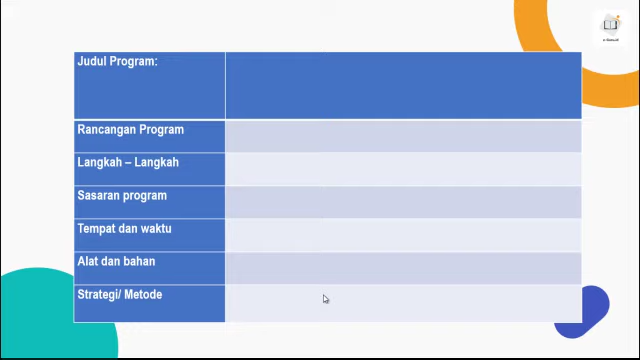 Judul Program:
Rancangan Program
Langkah – Langkah
Sasaran program
Tempat dan waktu
Alat dan bahan
Strategi/ Metode